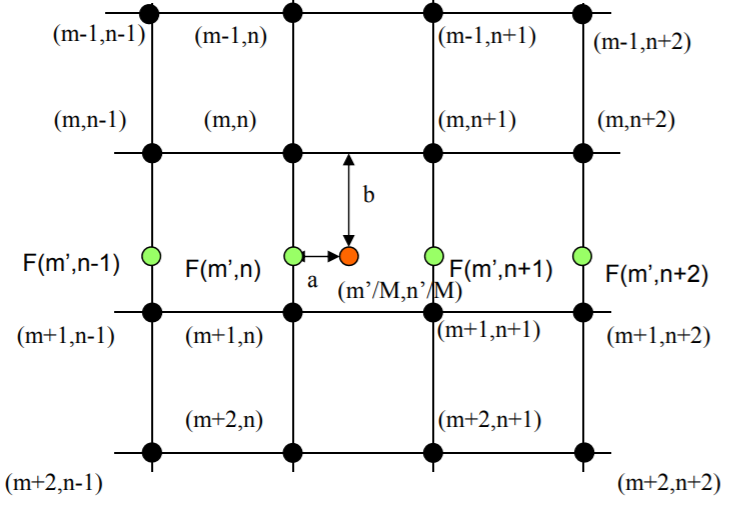 (m-1,n-1) (m-1,n) (m-1,n+1) (m-1,n+2)
(m,n-1) (m,n) (m,n+1) (m,n+2)
b
F(m’,n-1) F(m’,n) a F(m’,n+1) F(m’,n+2)
(m’/M,n’/M)
(m+1,n-1) (m+1,n) (m+1,n+1) (m+1,n+2)
(m+2,n) (m+2,n+1)
(m+2,n-1) (m+2,n+2)